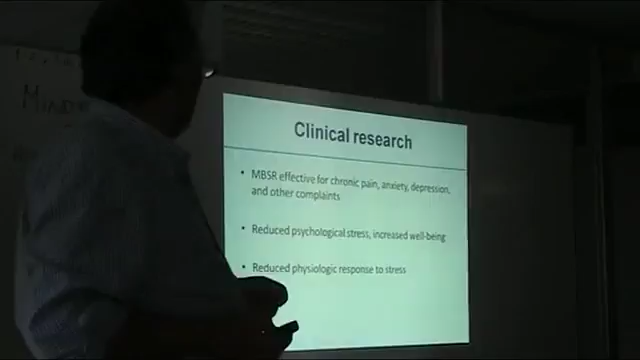 Clinical research
• MBSR effective for chronic pain, anxiety, depression,
and other complaints
• Reduced psychological stress, increased well-being
• Reduced physiologic response to stress